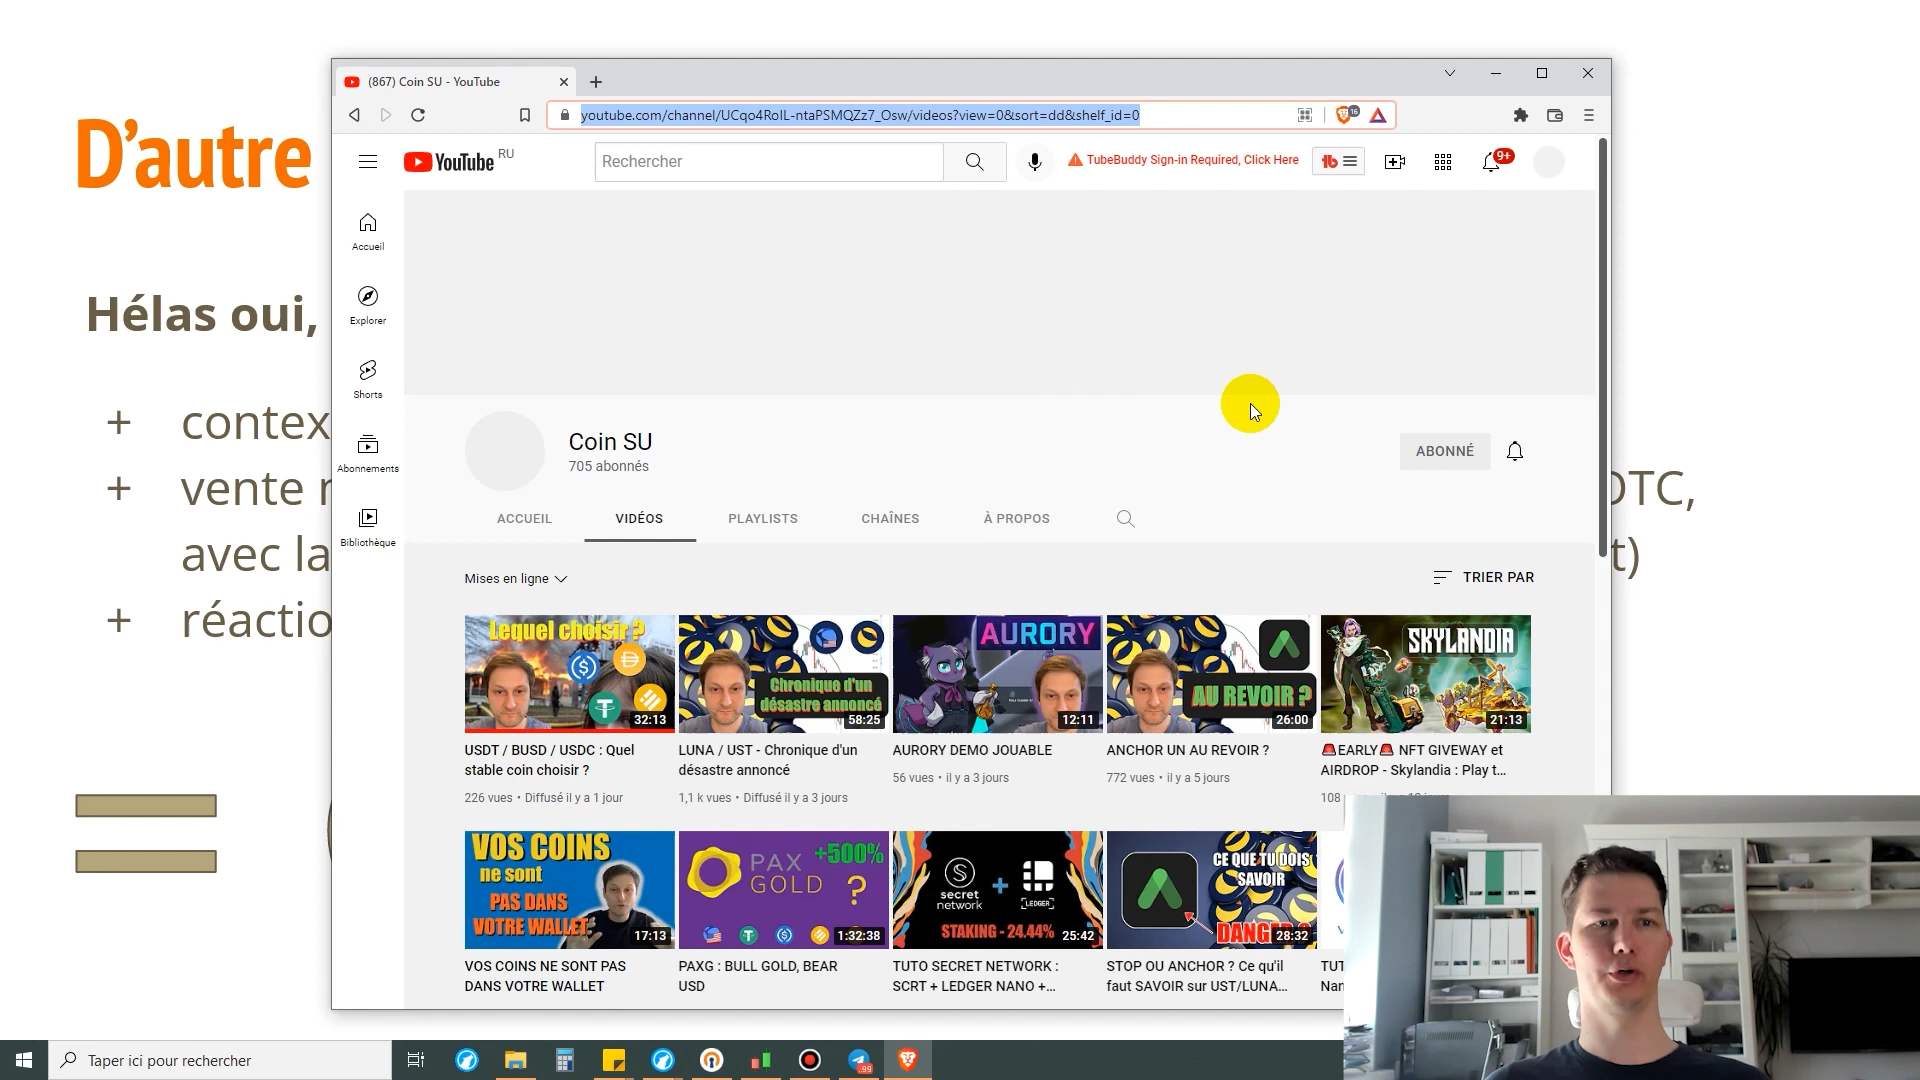 (867) Coin SU - YouTube
youtube.com/channel/UCqo4RoIL-ntaPSMQZz7_Osw/videos?view=0&sort=dd&shelf_id=0
YouTube RU
Rechercher
TubeBuddy Sign-in Required, Click Here
tb
9+
D'autre
Hélas oui,
+ contex
+ vente
OTC,
avec la
t)
+ réactio
Accueil
Explorer
Shorts
Abonnements
Bibliothèque
Coin SU
705 abonnés
ABONNÉ
ACCUEIL VIDÉOS PLAYLISTS CHAÎNES À PROPOS
Mises en ligne
TRIER PAR
Lequel choisir ?
32:13
Chronique d'un
désastre annoncé
58:25
AURORY
12:11
AU REVOIR ?
26:00
SKYLANDIA
21:13
USDT / BUSD / USDC : Quel
stable coin choisir ?
226 vues • Diffusé il y a 1 jour
LUNA / UST - Chronique d'un
désastre annoncé
1,1 k vues • Diffusé il y a 3 jours
AURORY DEMO JOUABLE
56 vues • il y a 3 jours
ANCHOR UN AU REVOIR ?
772 vues • il y a 5 jours
🚨EARLY🚨 NFT GIVEWAY et
AIRDROP - Skylandia : Play t...
108
VOS COINS
ne sont
PAS DANS
VOTRE WALLET
17:13
PAX
GOLD
+500%
?
1:32:38
secret
network
+
LEDGER
STAKING - 24.44%
25:42
CE QUE TU DOIS
SAVOIR
DANGER
28:32
VOS COINS NE SONT PAS
DANS VOTRE WALLET
PAXG : BULL GOLD, BEAR
USD
TUTO SECRET NETWORK :
SCRT + LEDGER NANO +...
STOP OU ANCHOR ? Ce qu'il
faut SAVOIR sur UST/LUNA...
TUT
Nan
Taper ici pour rechercher
99